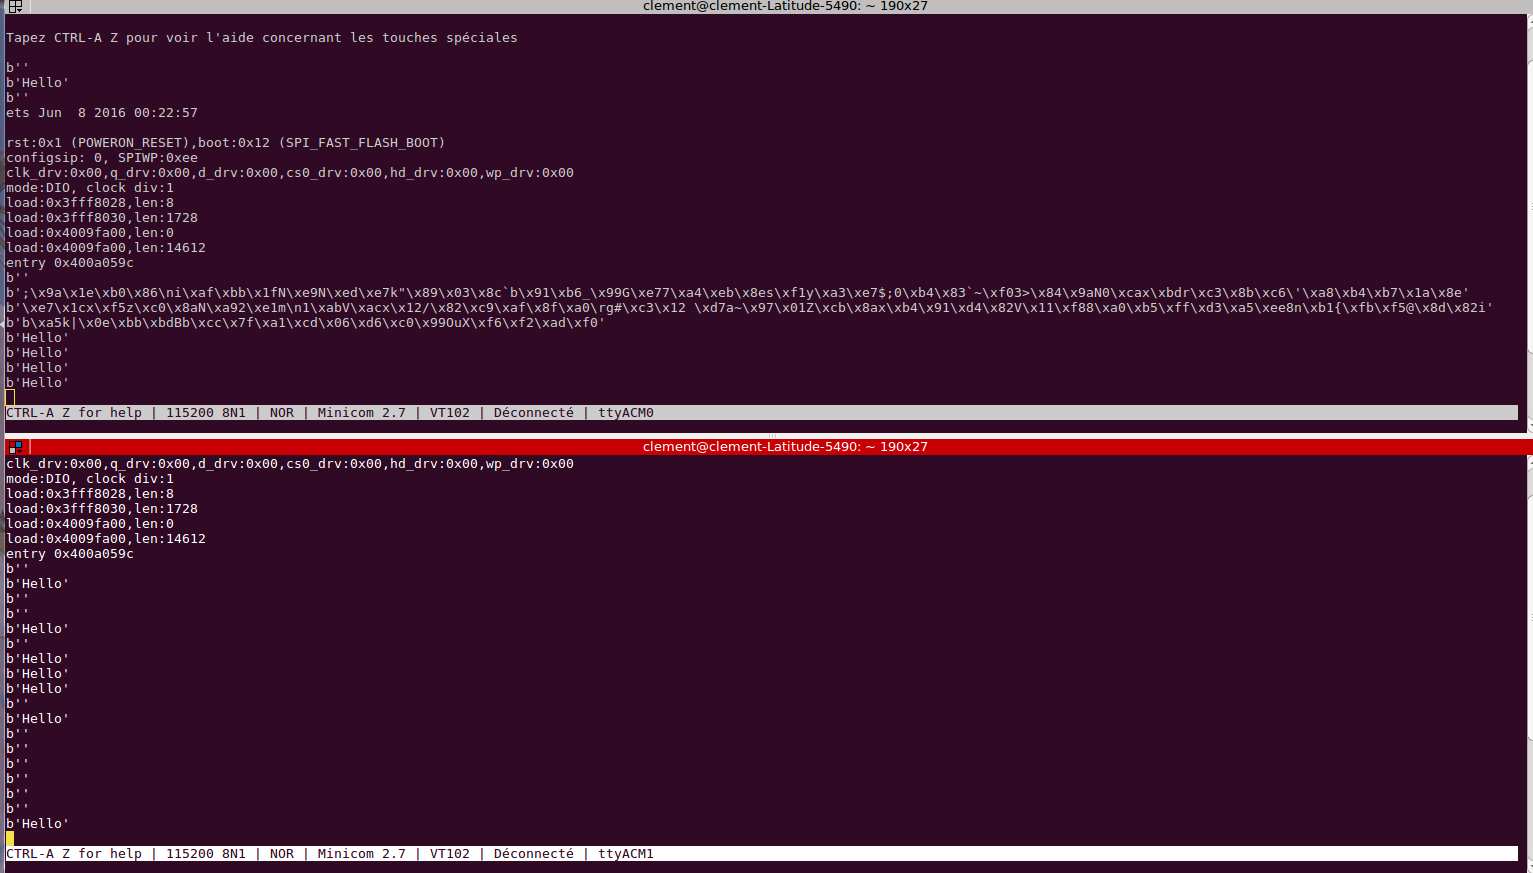 clement@clement-Latitude-5490: ~ 190x27
Tapez CTRL-A Z pour voir l'aide concernant les touches spéciales
b''
b'Hello'
b''
ets Jun  8 2016 00:22:57
rst:0x1 (POWERON_RESET),boot:0x12 (SPI_FAST_FLASH_BOOT)
configsip: 0, SPIWP:0xee
clk_drv:0x00,q_drv:0x00,d_drv:0x00,cs0_drv:0x00,hd_drv:0x00,wp_drv:0x00
mode:DIO, clock div:1
load:0x3fff8028,len:8
load:0x3fff8030,len:1728
load:0x4009fa00,len:0
load:0x4009fa00,len:14612
entry 0x400a059c
b''
b';\x9a\x1e\xb0\x86\ni\xaf\xbb\x1fN\xe9N\xed\xe7k"\x89\x03\x8c`b\x91\xb6_\x99G\xe77\xa4\xeb\x8es\xf1y\xa3\xe7$;0\xb4\x83`~\xf03>\x84\x9aN0\xcax\xbdr\xc3\x8b\xc6\'\xa8\xb4\xb7\x1a\x8e'
b'\xe7\x1cx\xf5z\xc0\x8aN\xa92\xe1m\n1\xabV\xacx\x12/\x82\xc9\xaf\x8f\xa0\rg#\xc3\x12 \xd7a~\x97\x01Z\xcb\x8ax\xb4\x91\xd4\x82V\x11\xf88\xa0\xb5\xff\xd3\xa5\xee8n\xb1{\xfb\xf5@\x8d\x82i'
b'b\xa5k|\x0e\xbb\xbdBb\xcc\x7f\xa1\xcd\x06\xd6\xc0\x99OuX\xf6\xf2\xad\xf0'
b'Hello'
b'Hello'
b'Hello'
b'Hello'
CTRL-A Z for help | 115200 8N1 | NOR | Minicom 2.7 | VT102 | Déconnecté | ttyACM0
clement@clement-Latitude-5490: ~ 190x27
clk_drv:0x00,q_drv:0x00,d_drv:0x00,cs0_drv:0x00,hd_drv:0x00,wp_drv:0x00
mode:DIO, clock div:1
load:0x3fff8028,len:8
load:0x3fff8030,len:1728
load:0x4009fa00,len:0
load:0x4009fa00,len:14612
entry 0x400a059c
b''
b'Hello'
b''
b''
b'Hello'
b''
b'Hello'
b'Hello'
b'Hello'
b''
b'Hello'
b''
b''
b''
b''
b''
b''
b'Hello'
CTRL-A Z for help | 115200 8N1 | NOR | Minicom 2.7 | VT102 | Déconnecté | ttyACM1